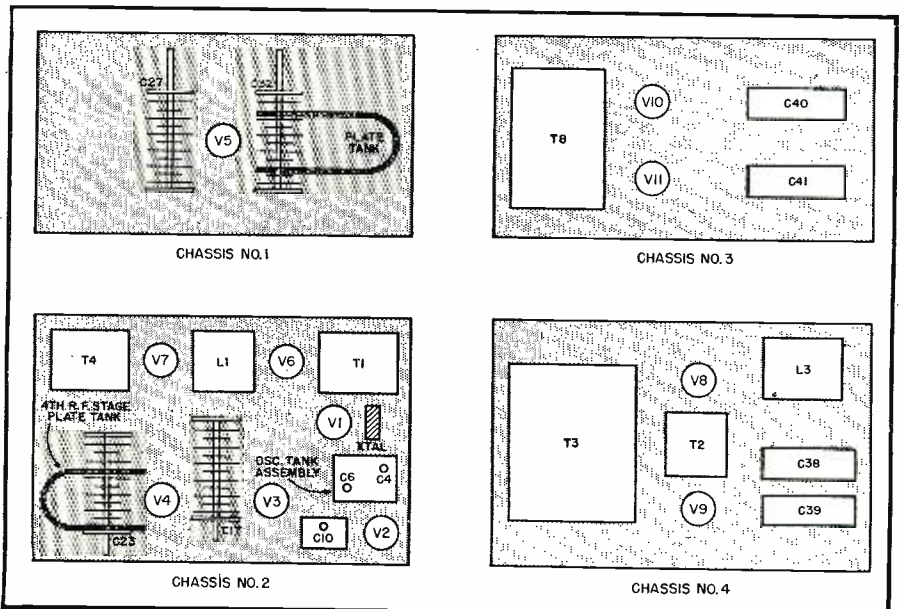 C27
C32
V5
PLATE
TANK
CHASSIS NO.1
T8
V10
V11
C40
C41
CHASSIS NO.3
T4
V7
L1
V6
T1
4TH R.F. STAGE
PLATE TANK
V1
XTAL
OSC. TANK
ASSEMBLY
C6
C4
V4
V3
C17
C23
C10
V2
CHASSIS NO.2
T3
V8
T2
V9
L3
C38
C39
CHASSIS NO.4